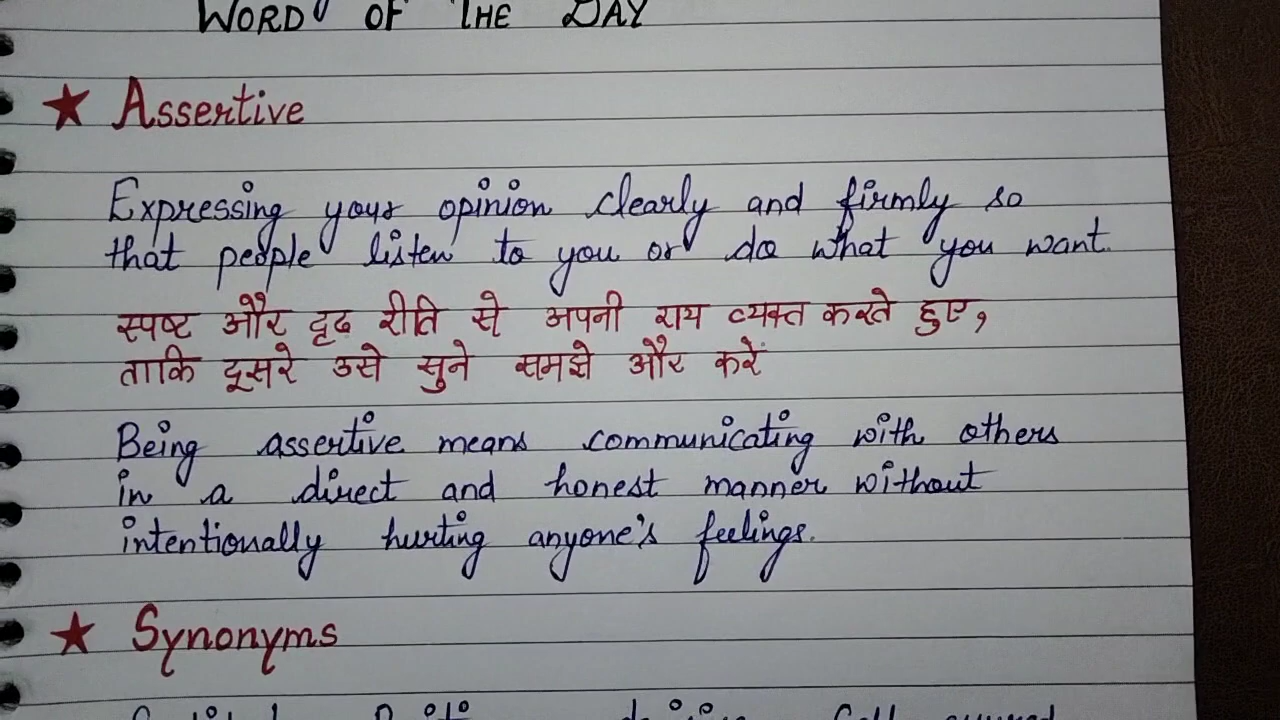 WORD OF THE DAY
★ Assertive
Expressing your opinion clearly and firmly so
that people listen to you or do what you want.
स्पष्ट और दृढ रीति से अपनी राय व्यक्त करते हुए,
ताकि दूसरे उसे सुने समझे और करें
Being assertive means communicating with others
in a direct and honest manner without
intentionally hurting anyone's feelings.
★ Synonyms